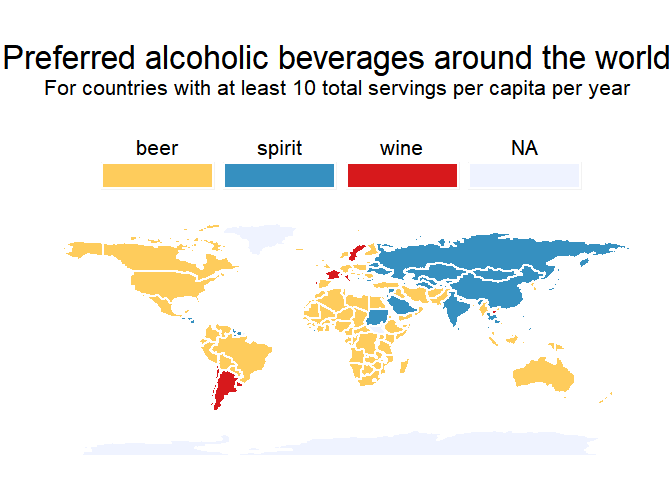 Preferred alcoholic beverages around the world
For countries with at least 10 total servings per capita per year
beer spirit wine NA